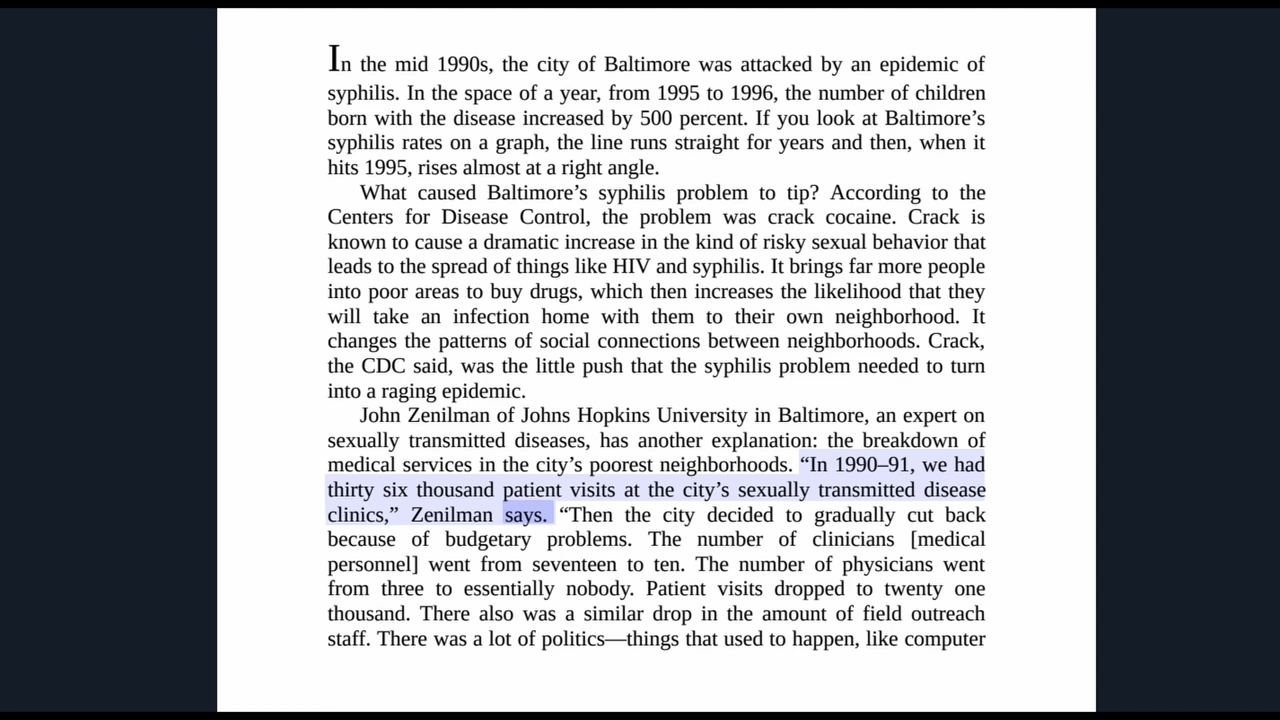 In the mid 1990s, the city of Baltimore was attacked by an epidemic of
syphilis. In the space of a year, from 1995 to 1996, the number of children
born with the disease increased by 500 percent. If you look at Baltimore’s
syphilis rates on a graph, the line runs straight for years and then, when it
hits 1995, rises almost at a right angle.
What caused Baltimore’s syphilis problem to tip? According to the
Centers for Disease Control, the problem was crack cocaine. Crack is
known to cause a dramatic increase in the kind of risky sexual behavior that
leads to the spread of things like HIV and syphilis. It brings far more people
into poor areas to buy drugs, which then increases the likelihood that they
will take an infection home with them to their own neighborhood. It
changes the patterns of social connections between neighborhoods. Crack,
the CDC said, was the little push that the syphilis problem needed to turn
into a raging epidemic.
John Zenilman of Johns Hopkins University in Baltimore, an expert on
sexually transmitted diseases, has another explanation: the breakdown of
medical services in the city’s poorest neighborhoods. “In 1990–91, we had
thirty six thousand patient visits at the city’s sexually transmitted disease
clinics,” Zenilman says. “Then the city decided to gradually cut back
because of budgetary problems. The number of clinicians [medical
personnel] went from seventeen to ten. The number of physicians went
from three to essentially nobody. Patient visits dropped to twenty one
thousand. There also was a similar drop in the amount of field outreach
staff. There was a lot of politics—things that used to happen, like computer